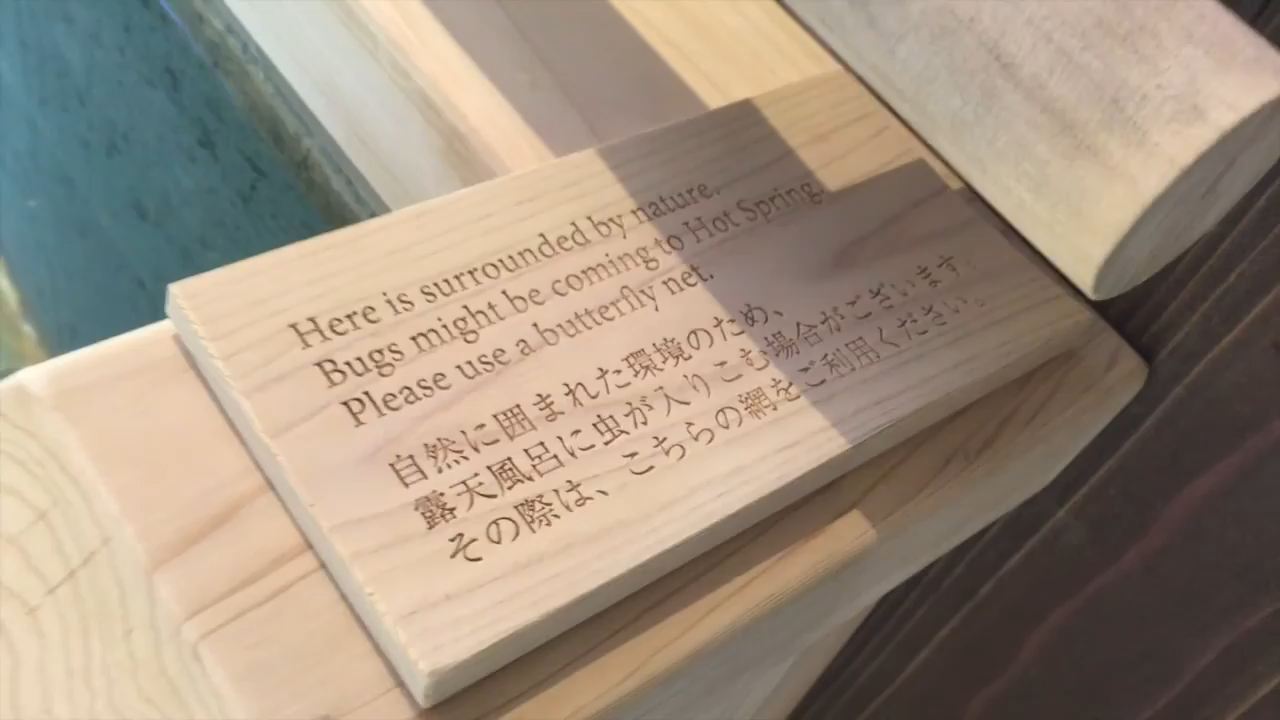 Here is surrounded by nature.
Bugs might be coming to Hot Spring.
Please use a butterfly net.
自然に囲まれた環境のため、
露天風呂に虫が入りこむ場合がございます。
その際は、こちらの網をご利用ください。